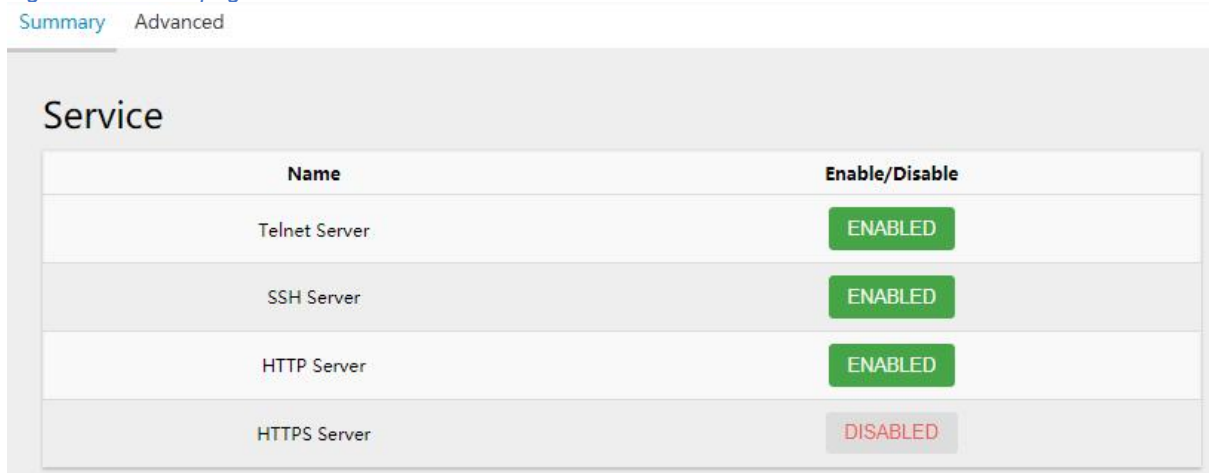 Summary Advanced
Service
Name Enable/Disable
Telnet Server ENABLED
SSH Server ENABLED
HTTP Server ENABLED
HTTPS Server DISABLED